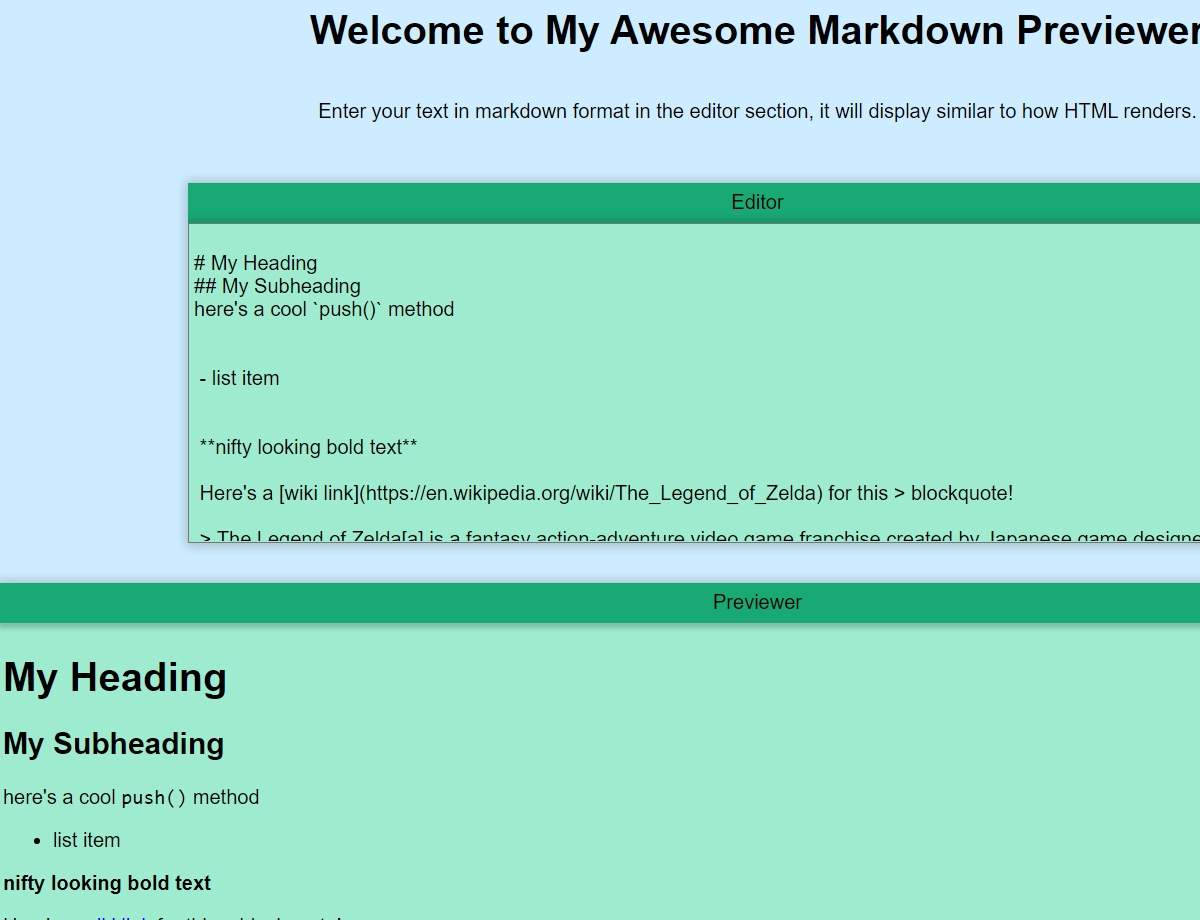 Welcome to My Awesome Markdown Previewer
Enter your text in markdown format in the editor section, it will display similar to how HTML renders.
Editor
# My Heading
## My Subheading
here's a cool `push()` method
- list item
**nifty looking bold text**
Here's a [wiki link](https://en.wikipedia.org/wiki/The_Legend_of_Zelda) for this > blockquote!
> The Legend of Zelda[a] is a fantasy action-adventure video game franchise created by Japanese game designe
Previewer
My Heading
My Subheading
here's a cool push() method
• list item
nifty looking bold text